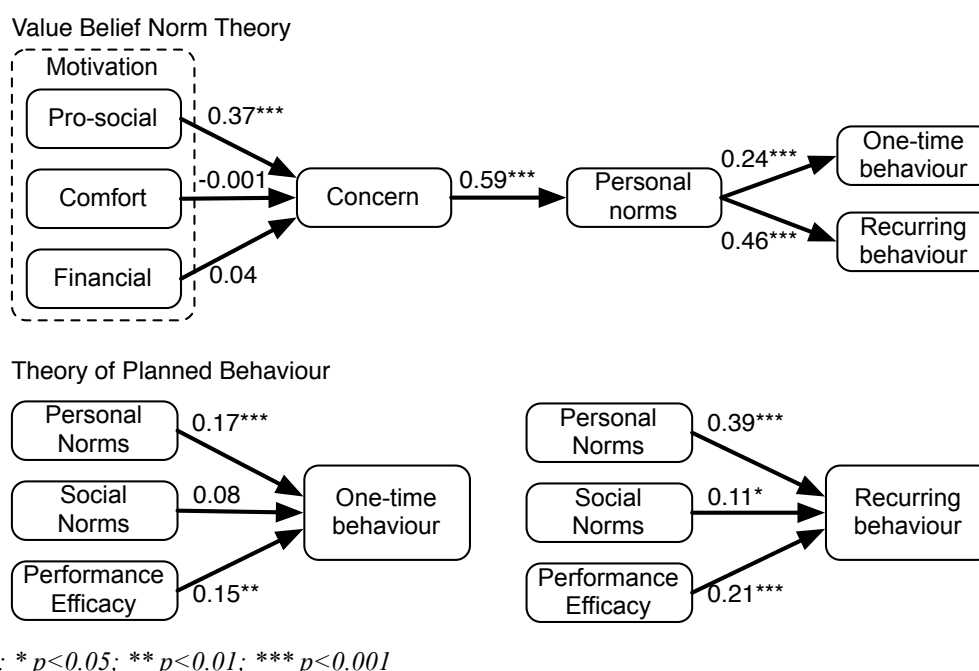 Value Belief Norm Theory
Motivation
Pro-social
0.37***
Comfort
-0.001
Financial
0.04
Concern
0.59***
Personal
norms
0.24***
0.46***
One-time
behaviour
Recurring
behaviour
Theory of Planned Behaviour
Personal
Norms
0.17***
Social
Norms
0.08
Performance
Efficacy
0.15**
One-time
behaviour
Personal
Norms
0.39***
Social
Norms
0.11*
Performance
Efficacy
0.21***
Recurring
behaviour
: * p<0.05; ** p<0.01; *** p<0.001